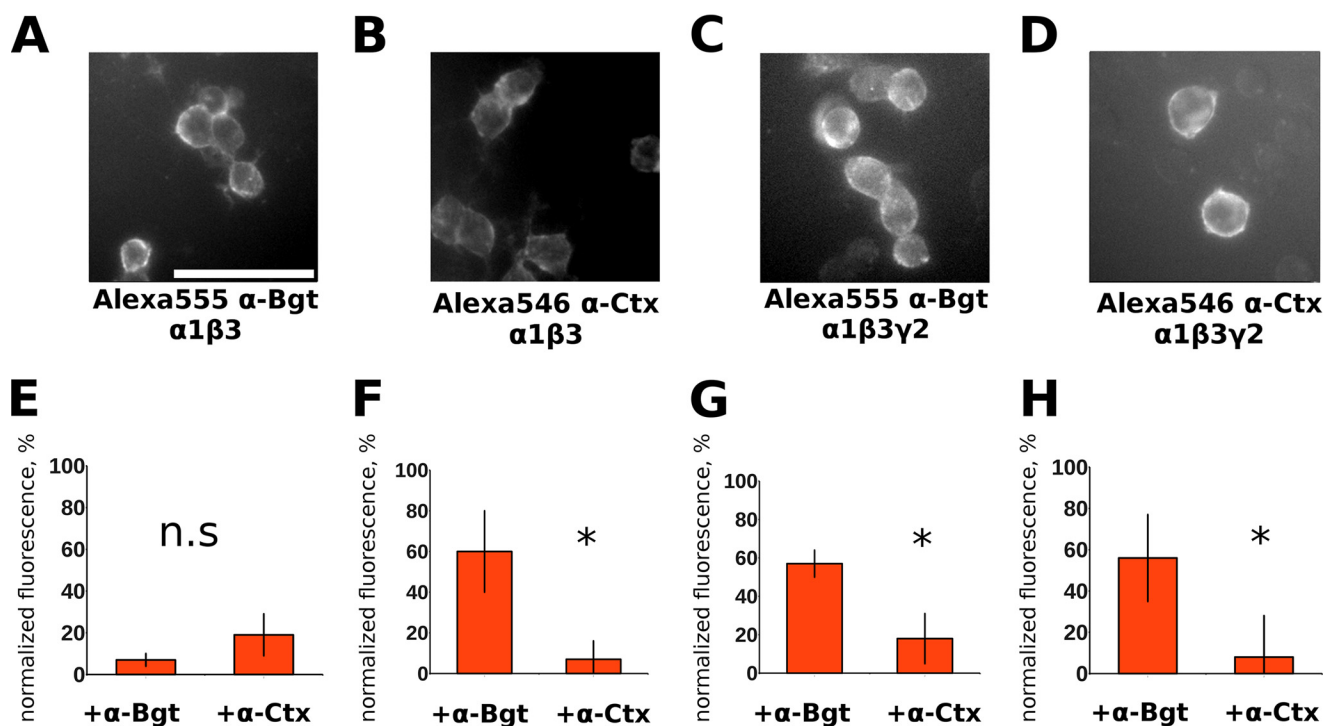 A
B
C
D
Alexa555 α-Bgt
α1β3
Alexa546 α-Ctx
α1β3
Alexa555 α-Bgt
α1β3γ2
Alexa546 α-Ctx
α1β3γ2
E
normalized fluorescence, %
100
80
60
40
20
0
n.s
+α-Bgt
+α-Ctx
F
normalized fluorescence, %
100
80
60
40
20
0
*
+α-Bgt
+α-Ctx
G
normalized fluorescence, %
100
80
60
40
20
0
*
+α-Bgt
+α-Ctx
H
normalized fluorescence, %
100
80
60
40
20
0
*
+α-Bgt
+α-Ctx